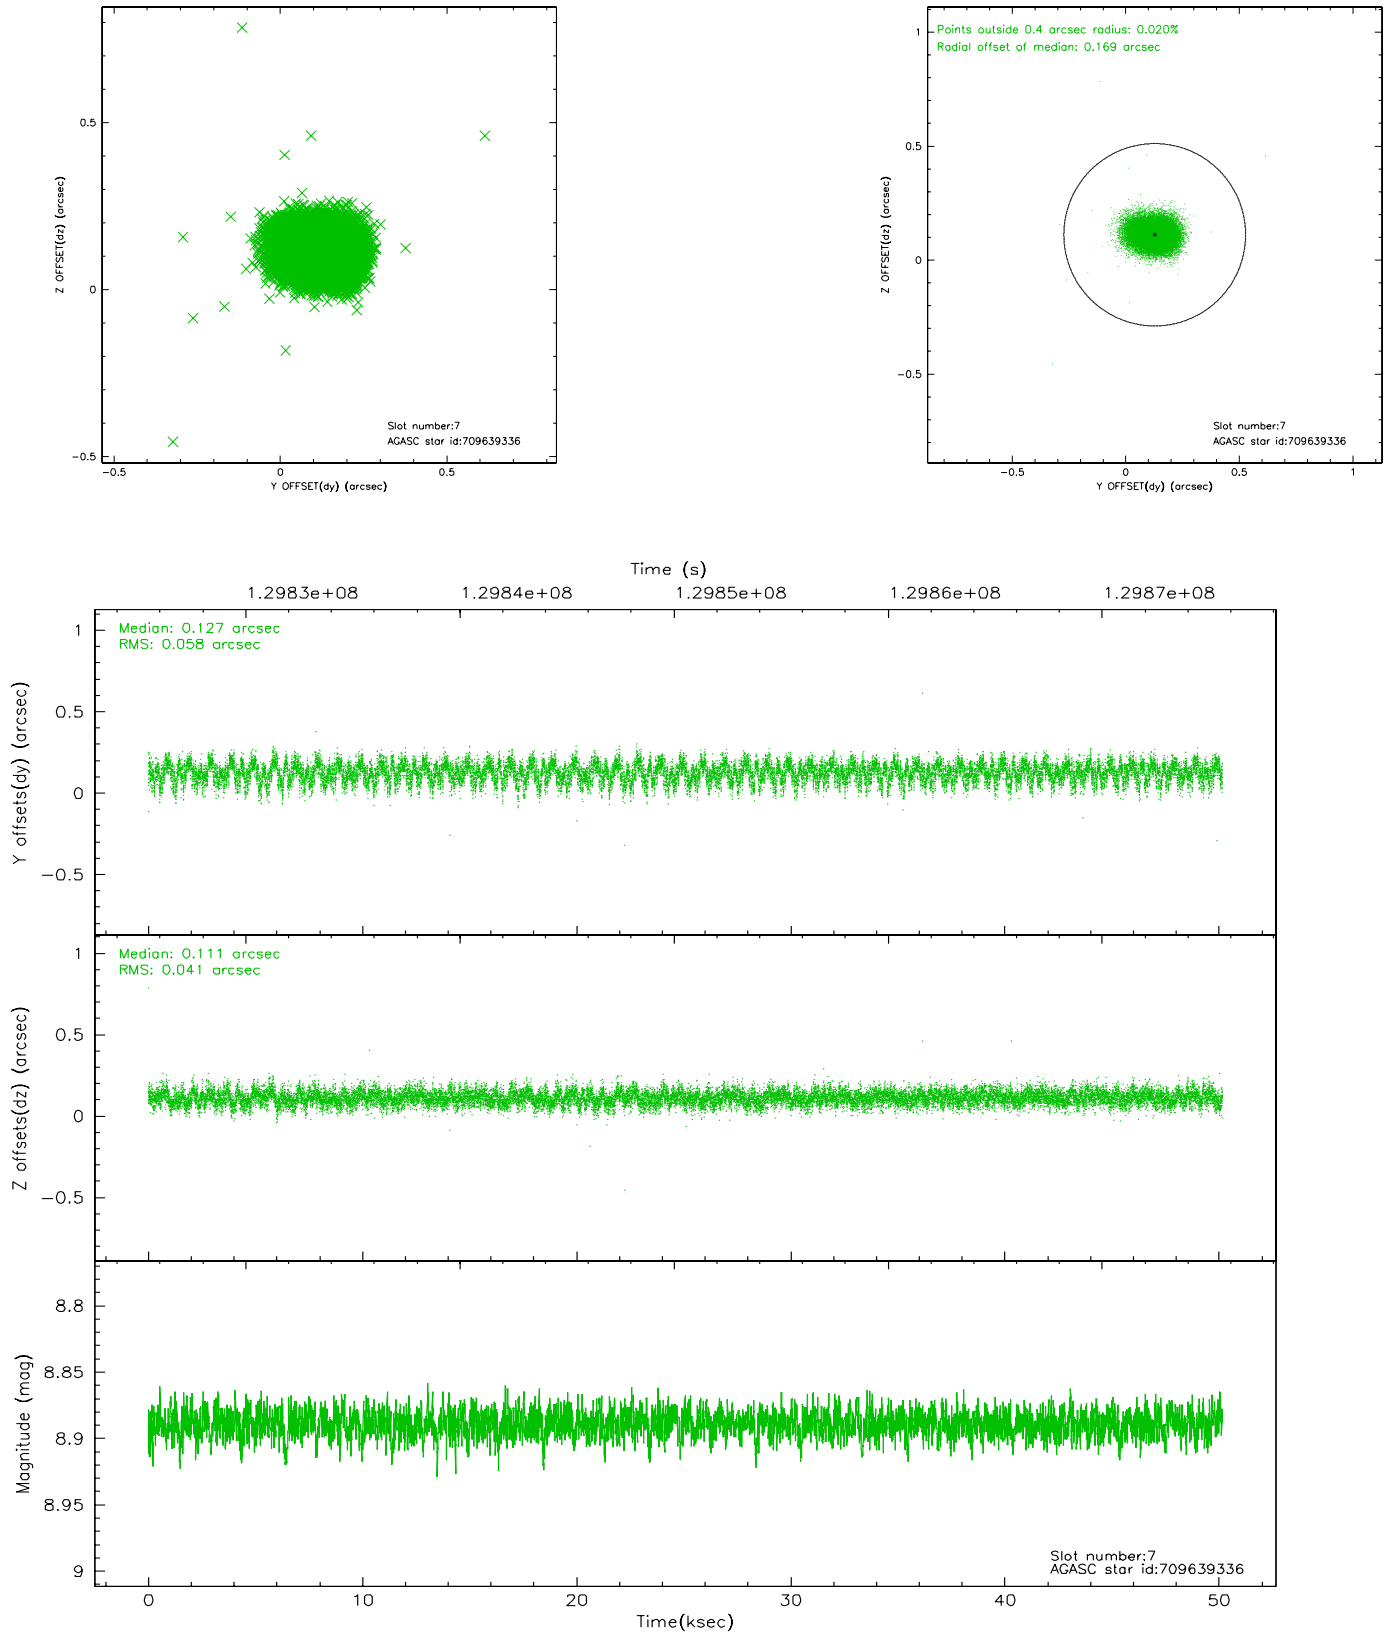 0.5
0
-0.5
Z OFFSET(dz) (arcsec)
-0.5
0
0.5
Y OFFSET(dy) (arcsec)
Slot number:7
AGASC star id:709639336
Points outside 0.4 arcsec radius: 0.020%
Radial offset of median: 0.169 arcsec
1
0.5
0
-0.5
Z OFFSET(dz) (arcsec)
-0.5
0
0.5
1
Y OFFSET(dy) (arcsec)
Slot number:7
AGASC star id:709639336
Time (s)
1.2983e+08
1.2984e+08
1.2985e+08
1.2986e+08
1.2987e+08
Median: 0.127 arcsec
RMS: 0.058 arcsec
1
0.5
0
-0.5
Y offsets(dy) (arcsec)
Median: 0.111 arcsec
RMS: 0.041 arcsec
1
0.5
0
-0.5
Z offsets(dz) (arcsec)
8.8
8.85
8.9
8.95
9
Magnitude (mag)
Slot number:7
AGASC star id:709639336
0
10
20
30
40
50
Time(ksec)